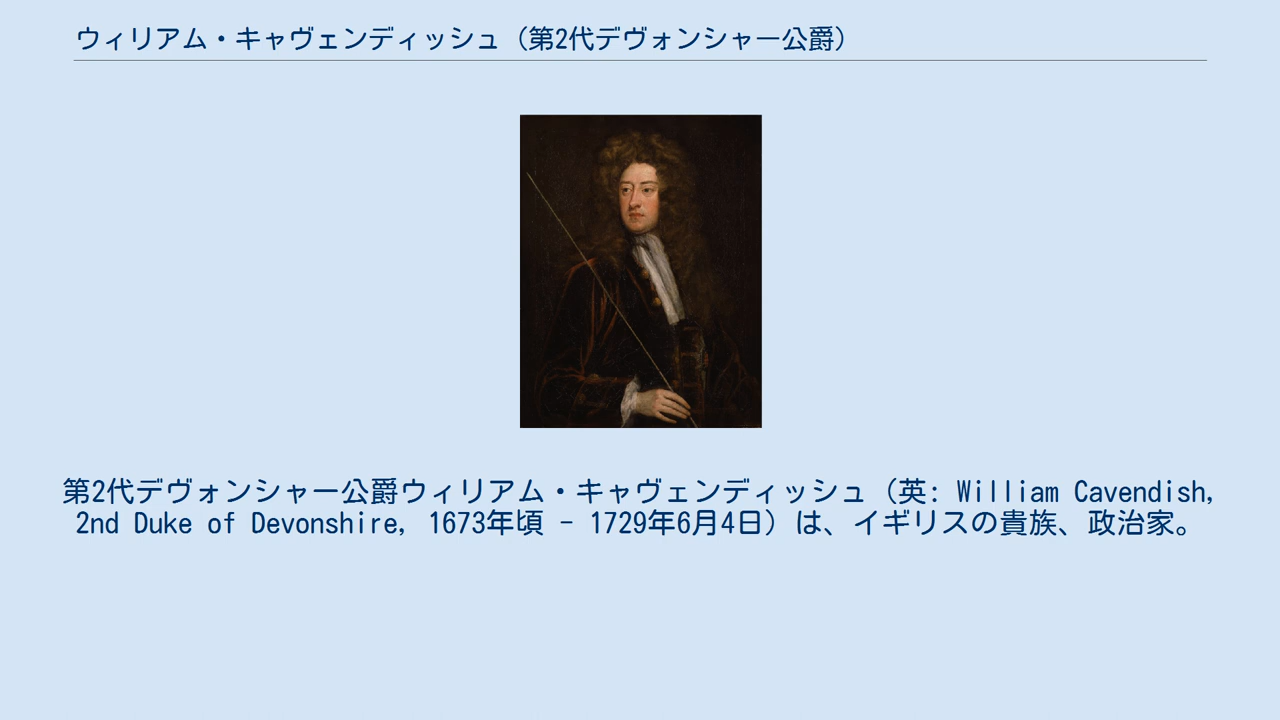 ウィリアム・キャヴェンディッシュ（第2代デヴォンシャー公爵）
第2代デヴォンシャー公爵ウィリアム・キャヴェンディッシュ（英: William Cavendish,
2nd Duke of Devonshire, 1673年頃 - 1729年6月4日）は、イギリスの貴族、政治家。